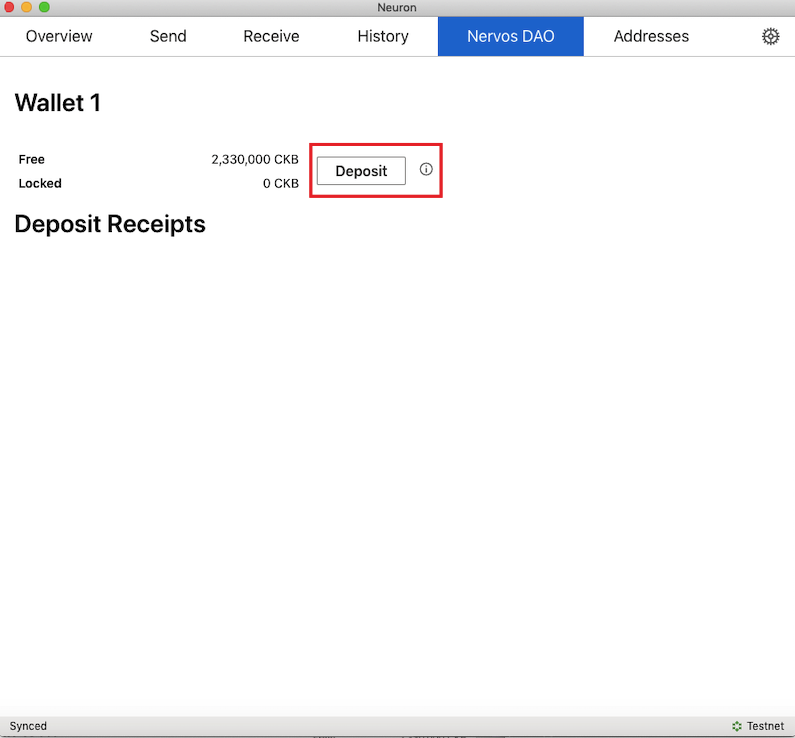 Neuron
Overview Send Receive History Nervos DAO Addresses
Wallet 1
Free 2,330,000 CKB
Deposit
Locked 0 CKB
Deposit Receipts
Synced Testnet